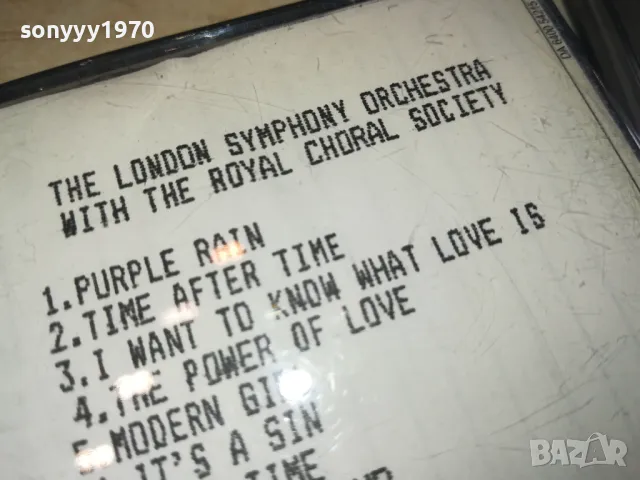 sonyyy1970
THE LONDON SYMPHONY ORCHESTRA
WITH THE ROYAL CHORAL SOCIETY
1.PURPLE RAIN
2.TIME AFTER TIME
3.I WANT TO KNOW WHAT LOVE IS
4.THE POWER OF LOVE
5.MODERN
IT'S A SIN
TIME
BAZAR